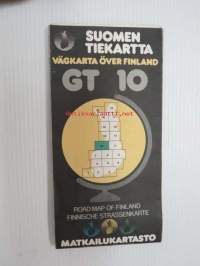 SUOMEN
TIEKARTTA
VÄGKARTA ÖVER FINLAND
GT 10
ROAD MAP OF FINLAND
FINNISCHE STRASSENKARTE
MATKAILUKARTASTO